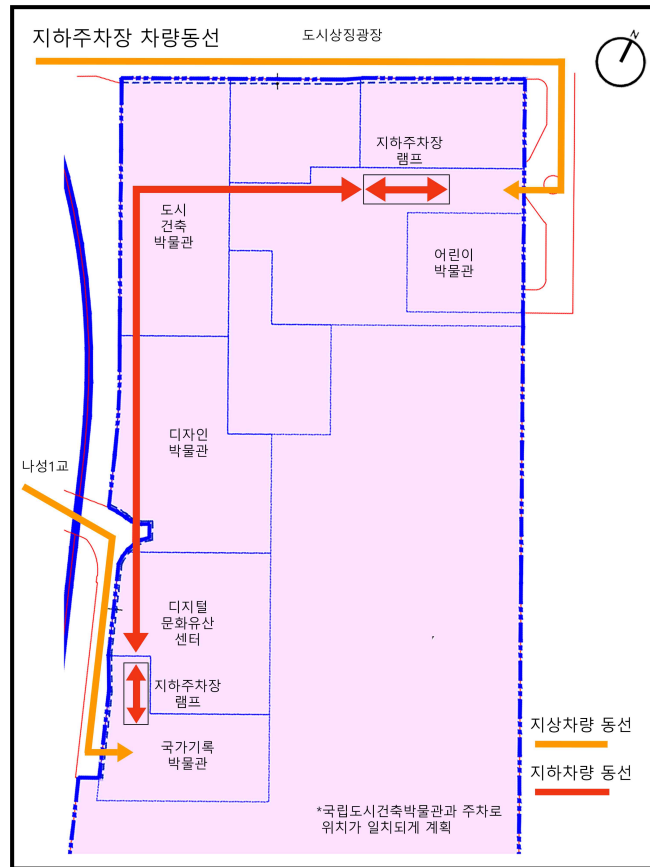 지하주차장 차량동선
도시상징광장
N
지하주차장
램프
도시
건축
박물관
어린이
박물관
디자인
박물관
나성1교
디지털
문화유산
센터
지하주차장
램프
지상차량 동선
국가기록
박물관
지하차량 동선
*국립도시건축박물관과 주차로
위치가 일치되게 계획